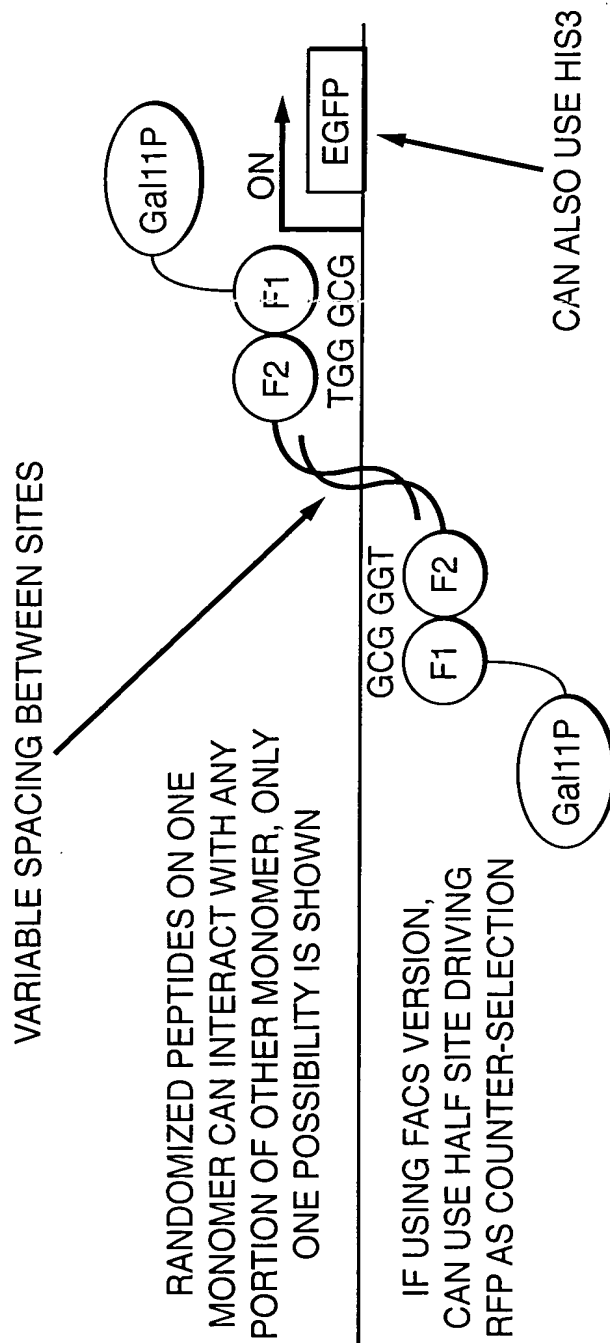 VARIABLE SPACING BETWEEN SITES
RANDOMIZED PEPTIDES ON ONE
MONOMER CAN INTERACT WITH ANY
PORTION OF OTHER MONOMER, ONLY
ONE POSSIBILITY IS SHOWN
Gal11P
F2
F1
ON
EGFP
TGG GCG
GCG GGT
F1
F2
Gal11P
IF USING FACS VERSION,
CAN USE HALF SITE DRIVING
RFP AS COUNTER-SELECTION
CAN ALSO USE HIS3